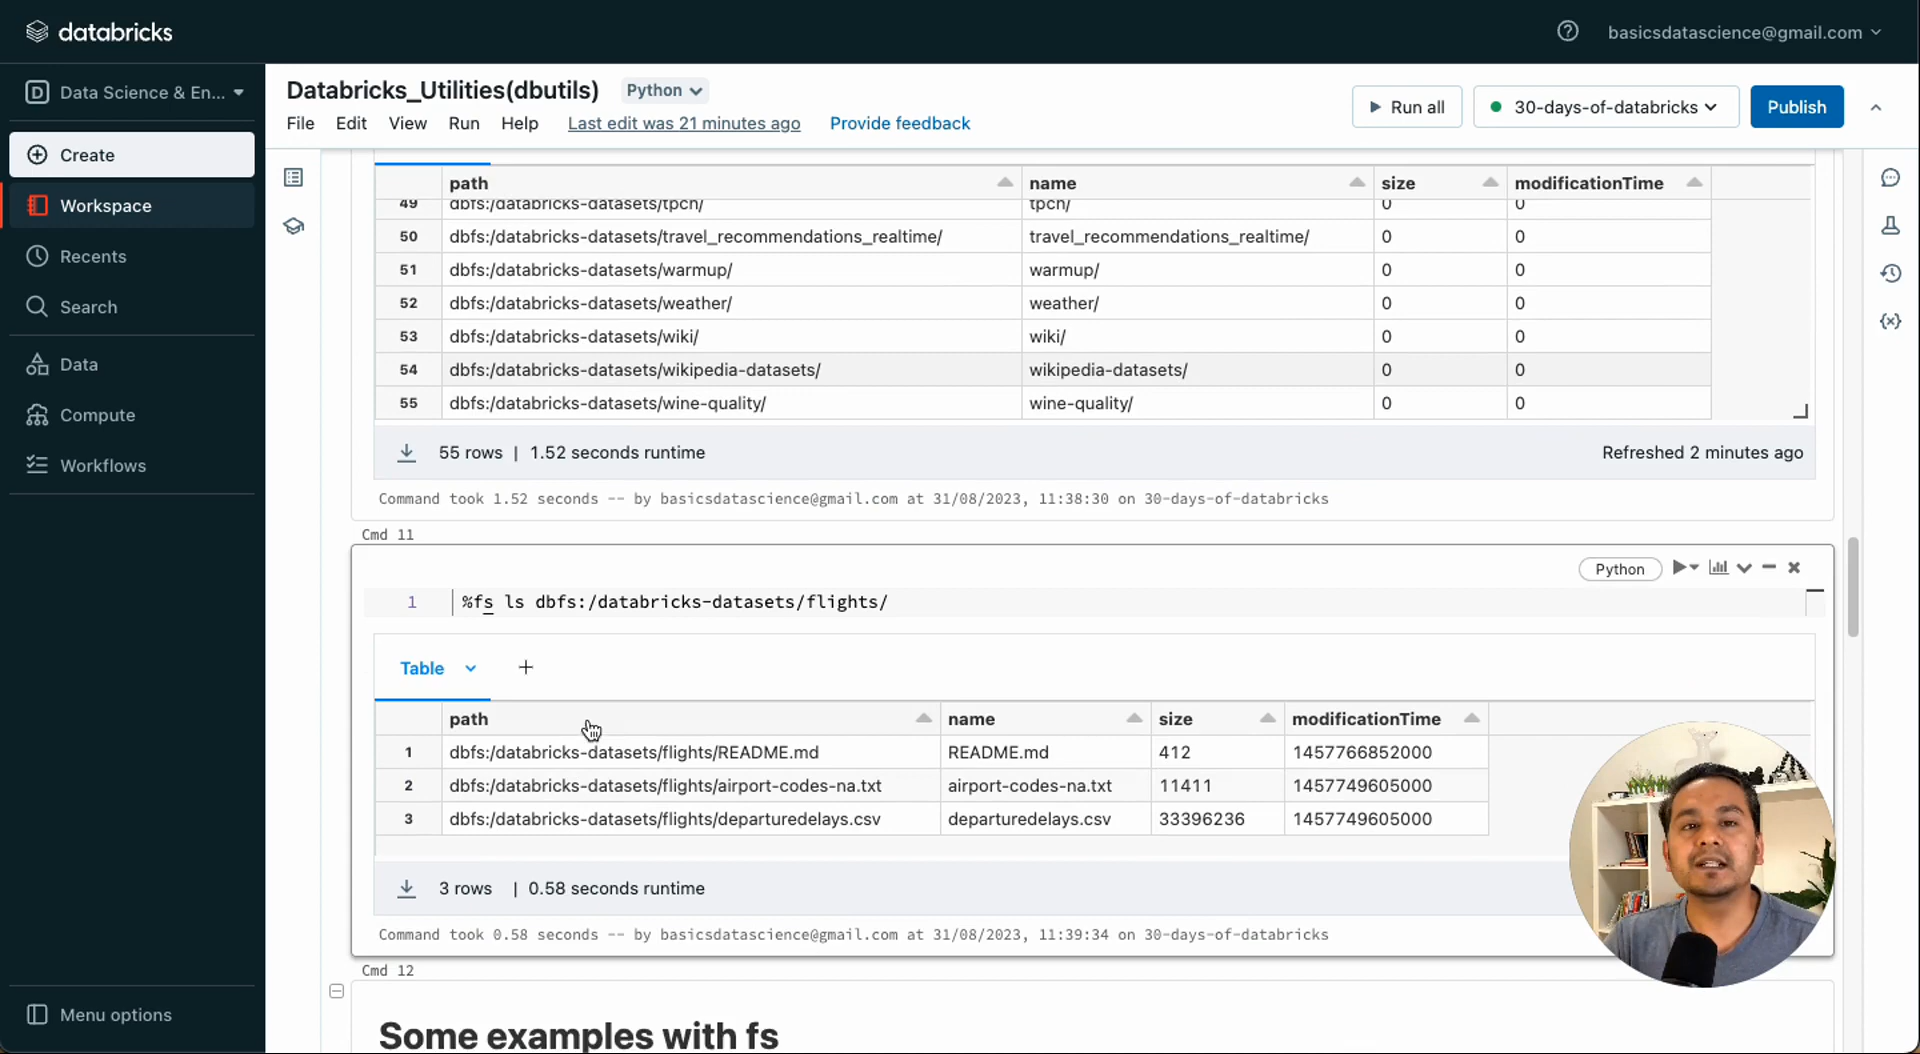 databricks
basicsdatascience@gmail.com
Data Science & En...
Create
Workspace
Recents
Search
Data
Compute
Workflows
Menu options
Databricks_Utilities(dbutils) Python
File Edit View Run Help Last edit was 21 minutes ago Provide feedback
Run all 30-days-of-databricks Publish
path name size modificationTime
49 dbfs:/databricks-datasets/tpch/ tpch/ 0 0
50 dbfs:/databricks-datasets/travel_recommendations_realtime/ travel_recommendations_realtime/ 0 0
51 dbfs:/databricks-datasets/warmup/ warmup/ 0 0
52 dbfs:/databricks-datasets/weather/ weather/ 0 0
53 dbfs:/databricks-datasets/wiki/ wiki/ 0 0
54 dbfs:/databricks-datasets/wikipedia-datasets/ wikipedia-datasets/ 0 0
55 dbfs:/databricks-datasets/wine-quality/ wine-quality/ 0 0
55 rows | 1.52 seconds runtime Refreshed 2 minutes ago
Command took 1.52 seconds -- by basicsdatascience@gmail.com at 31/08/2023, 11:38:30 on 30-days-of-databricks
Cmd 11
Python
1 %fs ls dbfs:/databricks-datasets/flights/
Table +
path name size modificationTime
1 dbfs:/databricks-datasets/flights/README.md README.md 412 1457766852000
2 dbfs:/databricks-datasets/flights/airport-codes-na.txt airport-codes-na.txt 11411 1457749605000
3 dbfs:/databricks-datasets/flights/departuredelays.csv departuredelays.csv 33396236 1457749605000
3 rows | 0.58 seconds runtime
Command took 0.58 seconds -- by basicsdatascience@gmail.com at 31/08/2023, 11:39:34 on 30-days-of-databricks
Cmd 12
Some examples with fs